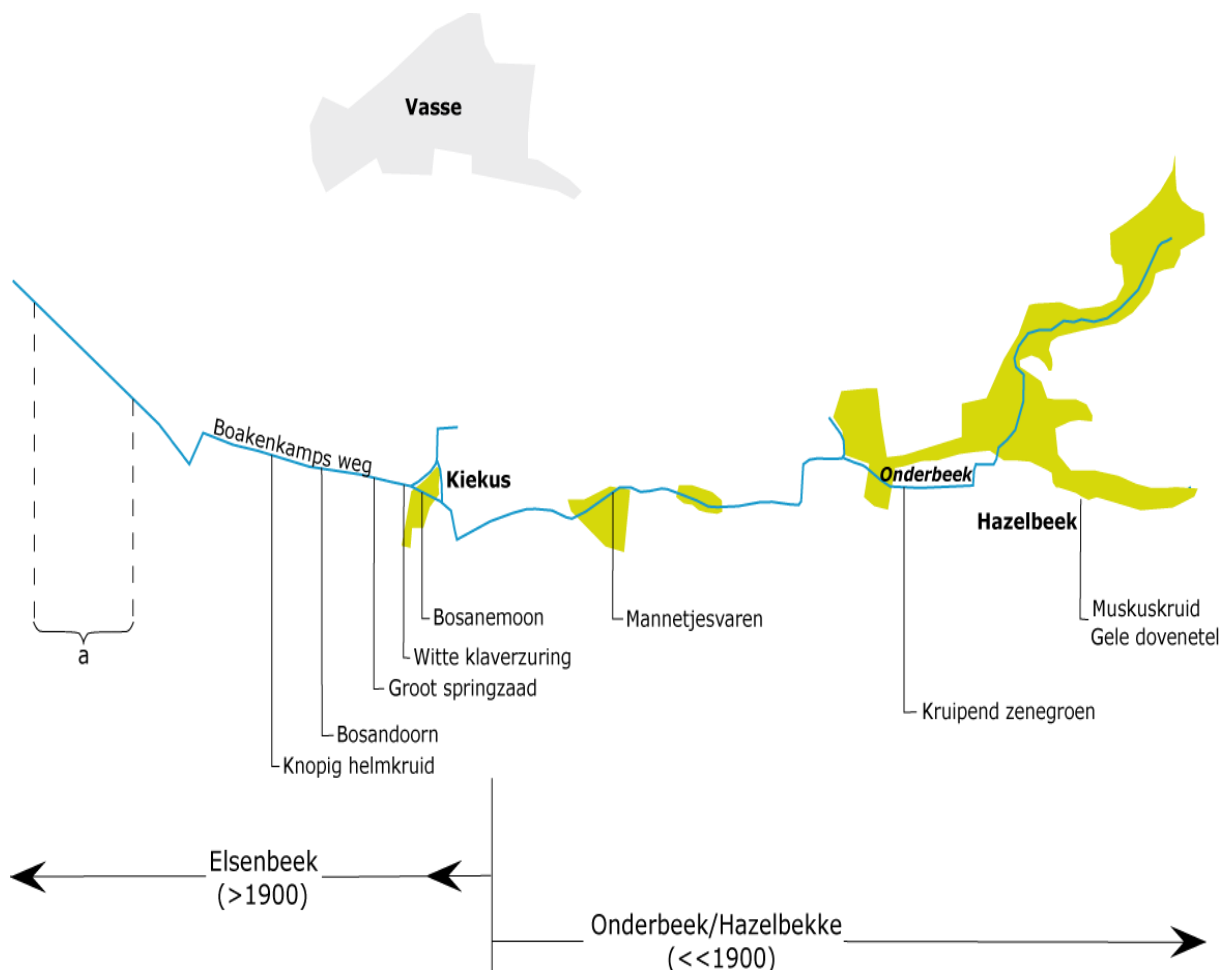 Vasse
Boakenkamps weg
Kiekus
Onderbeek
Hazelbeek
Bosanemoon
Mannetjesvaren
Muskuskruid
Gele dovenetel
a
Witte klaverzuring
Groot springzaad
Kruipend zenegroen
Bosandoorn
Knopig helmkruid
Elsenbeek
(>1900)
Onderbeek/Hazelbekke
(<<1900)